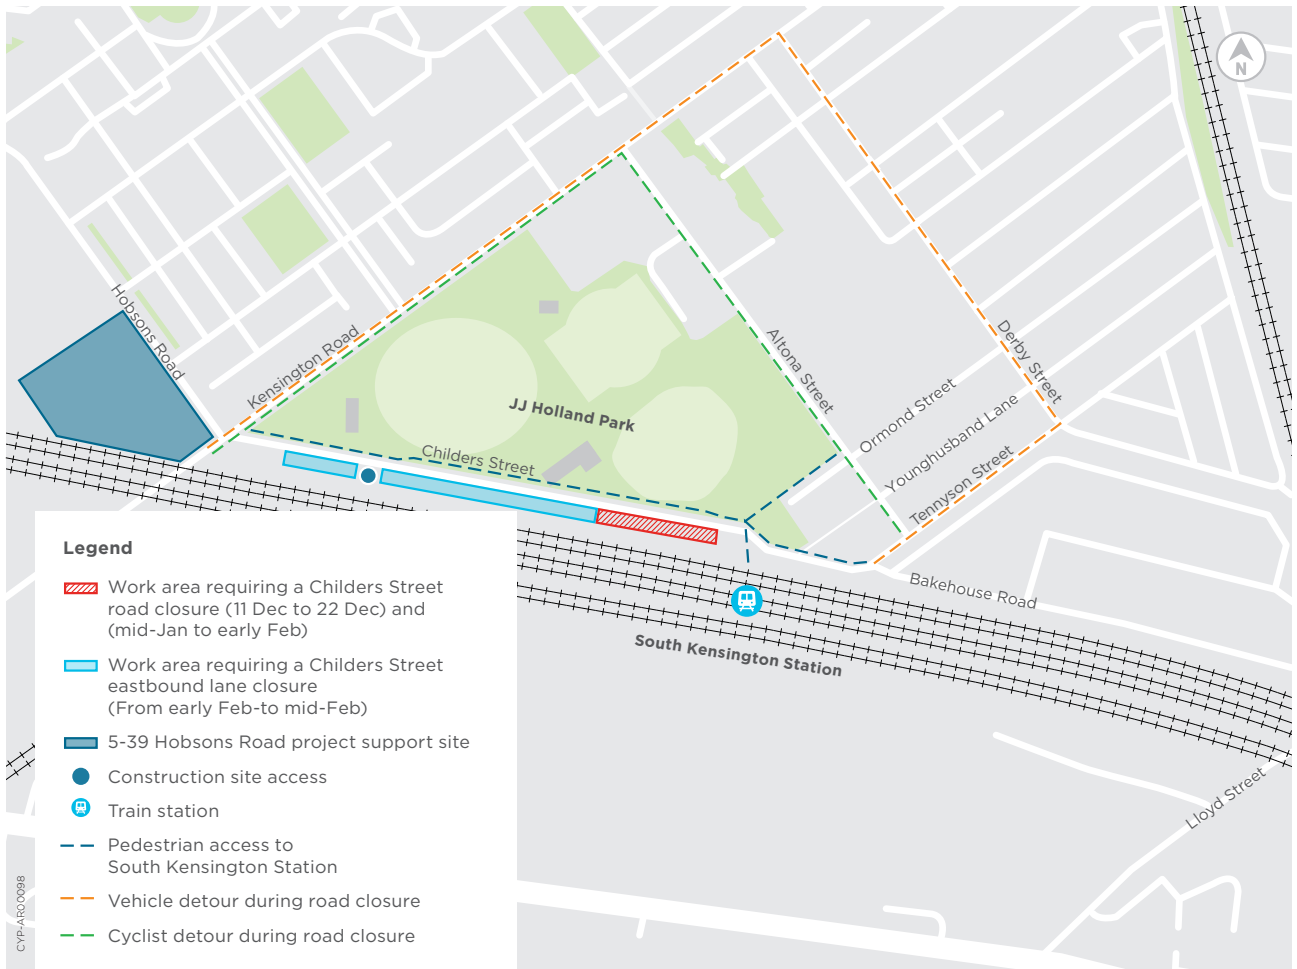 N
Hobsons Road
Kensington Road
JJ Holland Park
Childers Street
Altona Street
Derby Street
Ormond Street
Younghusband Lane
Tennyson Street
Bakehouse Road
South Kensington Station
Lloyd Street
Legend
Work area requiring a Childers Street
road closure (11 Dec to 22 Dec) and
(mid-Jan to early Feb)
Work area requiring a Childers Street
eastbound lane closure
(From early Feb-to mid-Feb)
5-39 Hobsons Road project support site
Construction site access
Train station
Pedestrian access to
South Kensington Station
Vehicle detour during road closure
Cyclist detour during road closure
CYP-AROO098